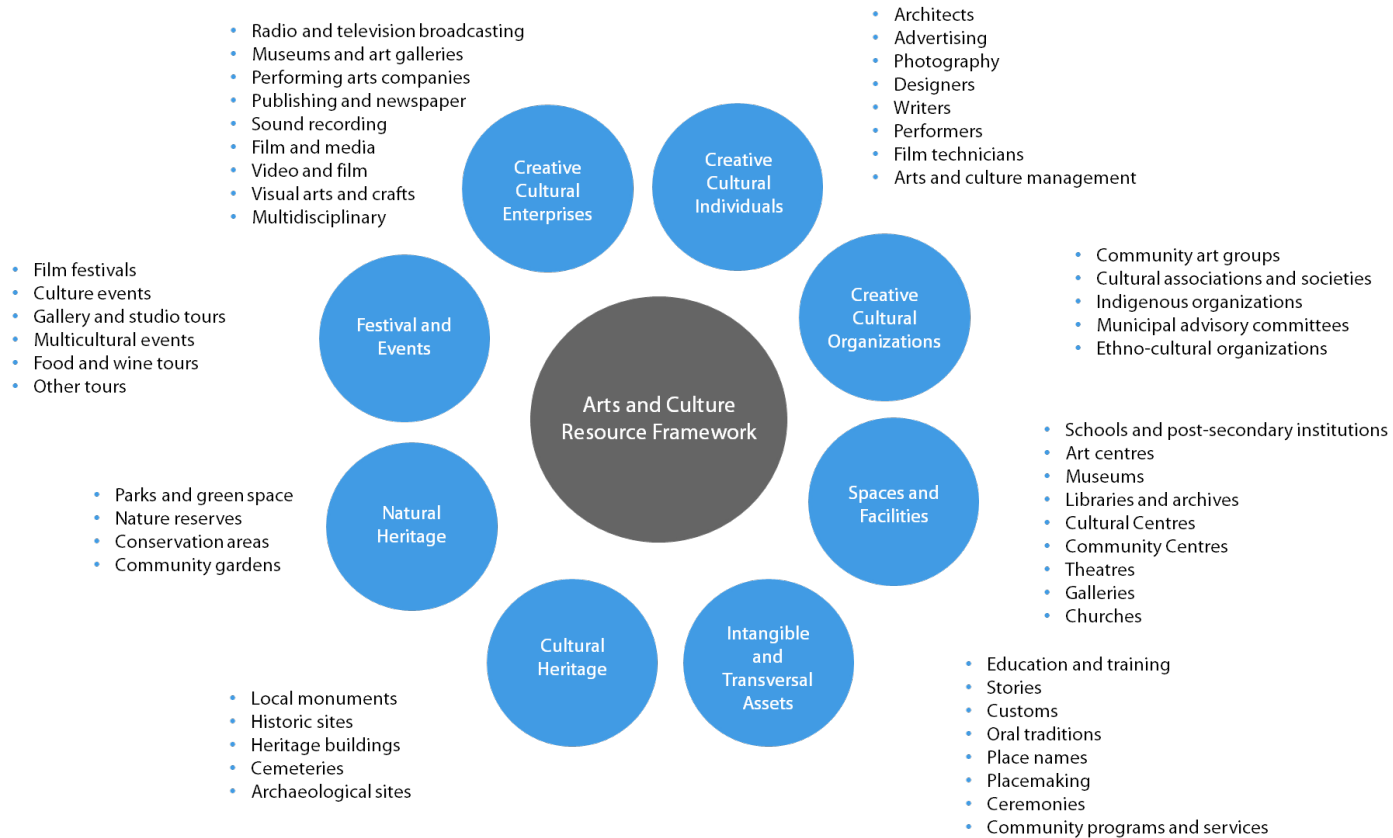 Radio and television broadcasting
Museums and art galleries
Performing arts companies
Publishing and newspaper
Sound recording
Film and media
Video and film
Visual arts and crafts
Multidisciplinary
Creative
Cultural
Enterprises
Creative
Cultural
Individuals
Architects
Advertising
Photography
Designers
Writers
Performers
Film technicians
Arts and culture management
Film festivals
Culture events
Gallery and studio tours
Multicultural events
Food and wine tours
Other tours
Festival and
Events
Creative
Cultural
Organizations
Community art groups
Cultural associations and societies
Indigenous organizations
Municipal advisory committees
Ethno-cultural organizations
Arts and Culture
Resource Framework
Parks and green space
Nature reserves
Conservation areas
Community gardens
Natural
Heritage
Spaces and
Facilities
Schools and post-secondary institutions
Art centres
Museums
Libraries and archives
Cultural Centres
Community Centres
Theatres
Galleries
Churches
Local monuments
Historic sites
Heritage buildings
Cemeteries
Archaeological sites
Cultural
Heritage
Intangible
and
Transversal
Assets
Education and training
Stories
Customs
Oral traditions
Place names
Placemaking
Ceremonies
Community programs and services